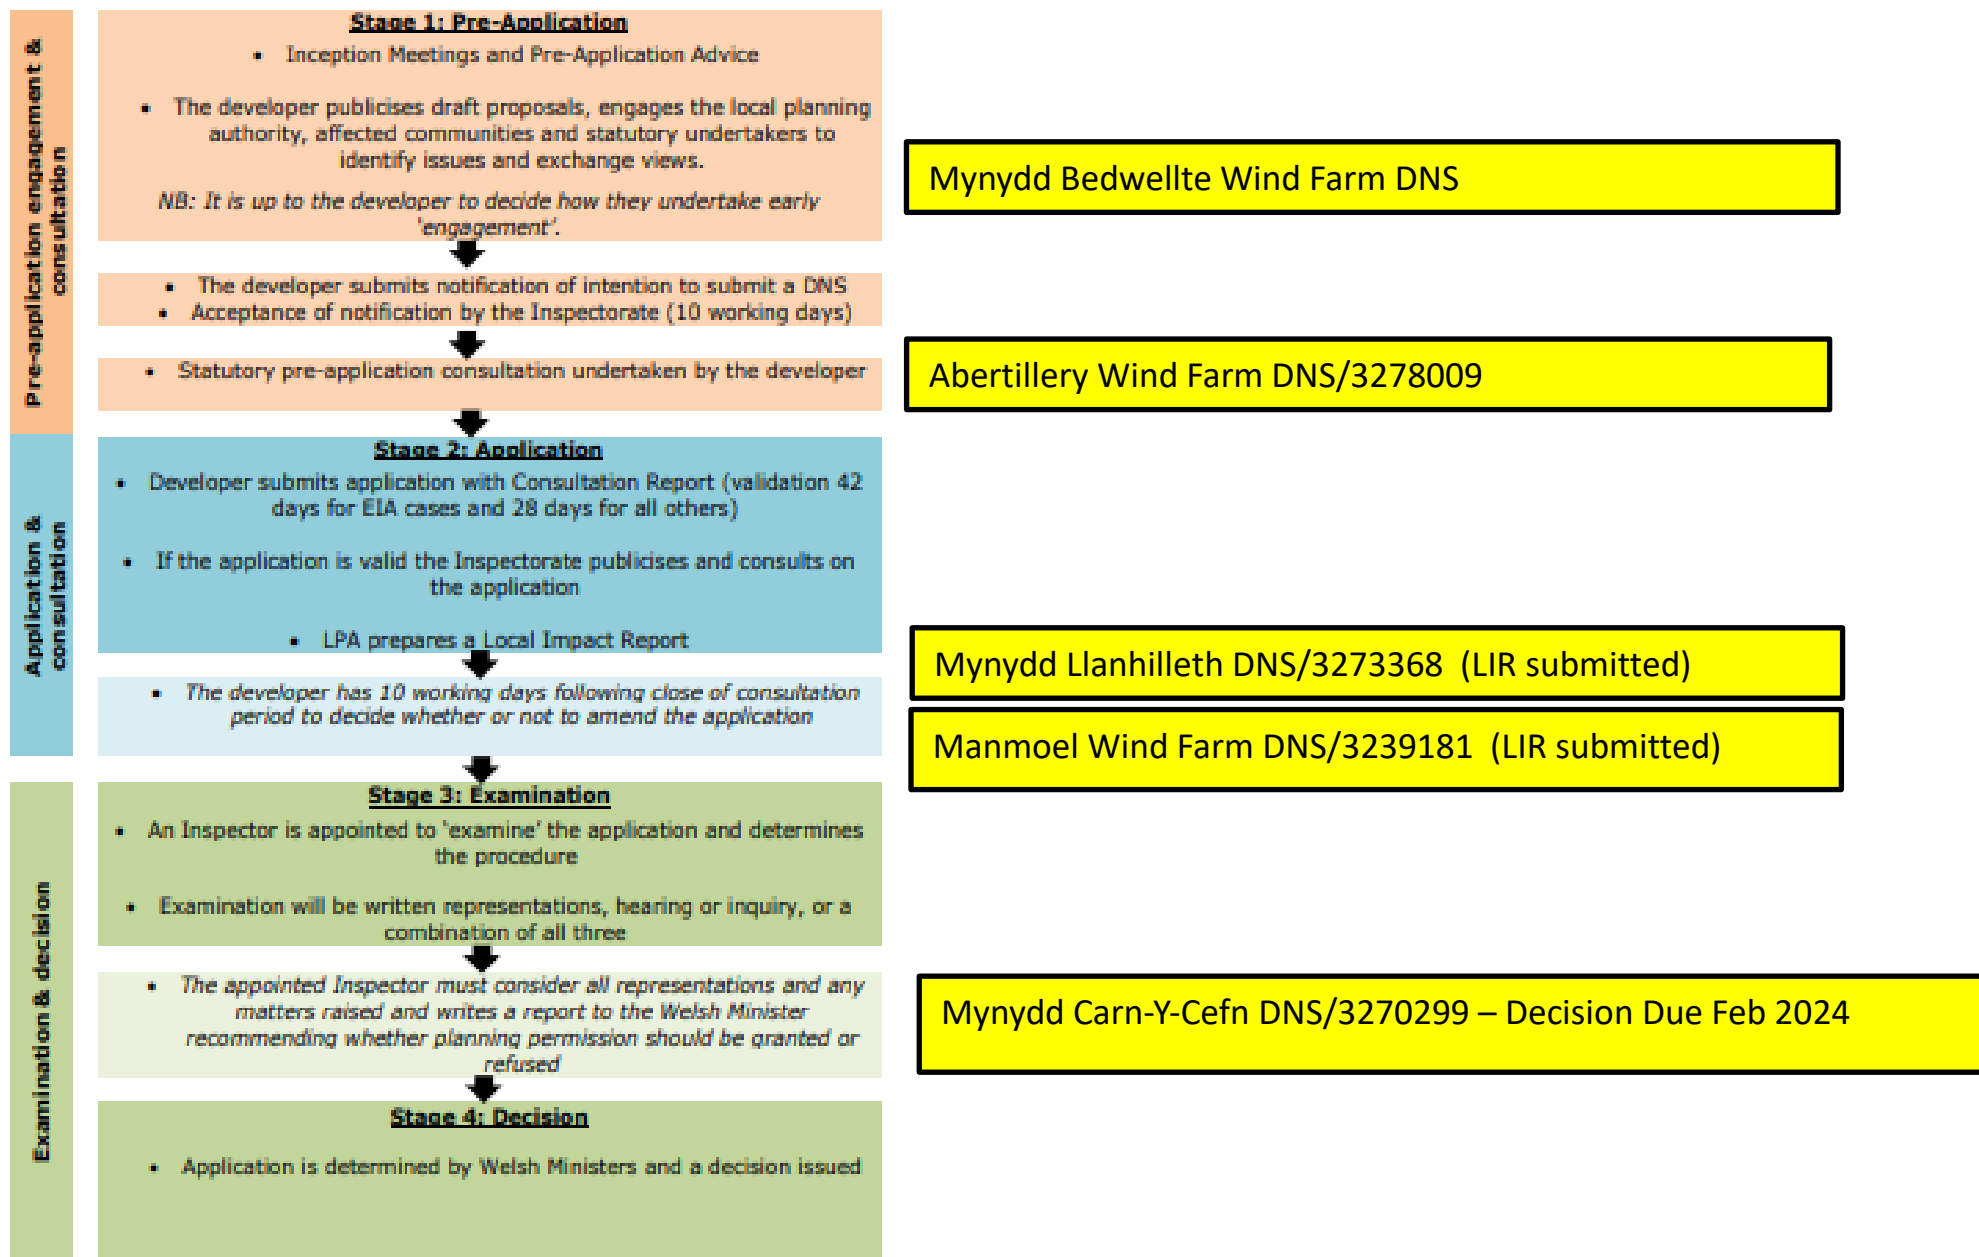 Pre-application engagement &
consultation
Stage 1: Pre-Application
• Inception Meetings and Pre-Application Advice
• The developer publicises draft proposals, engages the local planning
authority, affected communities and statutory undertakers to
identify issues and exchange views.
NB: It is up to the developer to decide how they undertake early
'engagement'.
Mynydd Bedwellte Wind Farm DNS
• The developer submits notification of intention to submit a DNS
• Acceptance of notification by the Inspectorate (10 working days)
• Statutory pre-application consultation undertaken by the developer
Abertillery Wind Farm DNS/3278009
Application &
consultation
Stage 2: Application
• Developer submits application with Consultation Report (validation 42
days for EIA cases and 28 days for all others)
• If the application is valid the Inspectorate publicises and consults on
the application
• LPA prepares a Local Impact Report
Mynydd Llanhilleth DNS/3273368 (LIR submitted)
• The developer has 10 working days following close of consultation
period to decide whether or not to amend the application
Manmoel Wind Farm DNS/3239181 (LIR submitted)
Examination & decision
Stage 3: Examination
• An Inspector is appointed to 'examine' the application and determines
the procedure
• Examination will be written representations, hearing or inquiry, or a
combination of all three
• The appointed Inspector must consider all representations and any
matters raised and writes a report to the Welsh Minister
recommending whether planning permission should be granted or
refused
Mynydd Carn-Y-Cefn DNS/3270299 – Decision Due Feb 2024
Stage 4: Decision
• Application is determined by Welsh Ministers and a decision issued